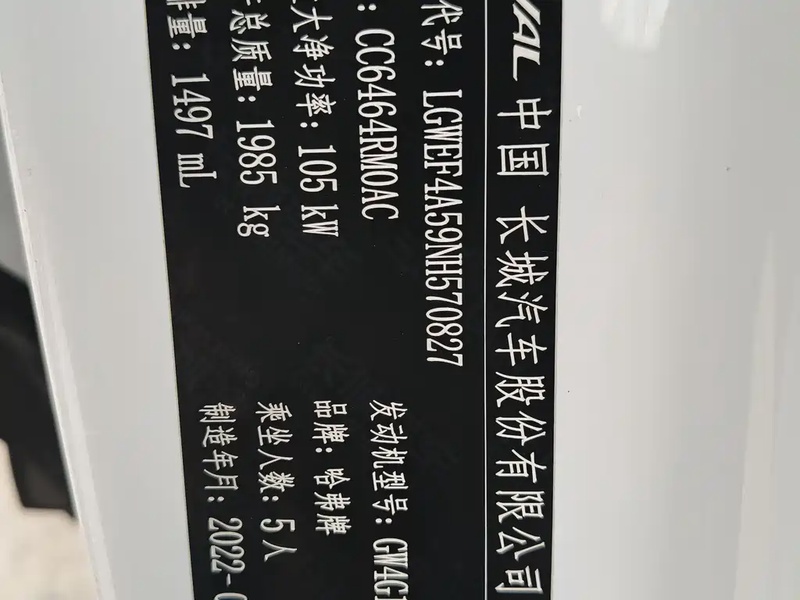 VAL 中国 长城汽车股份有限公司
代号: LGWEF4A59NH570827
: CC6464RM0AC 发动机型号: GW4G1
大净功率: 105 kW 品牌: 哈弗牌
总质量: 1985 kg 乘坐人数: 5人
排量: 1497 mL 制造年月: 2022-0